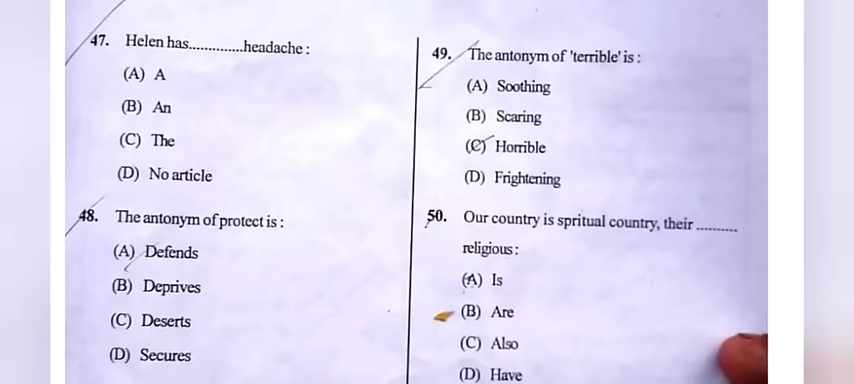 47. Helen has..............headache :
(A) A
(B) An
(C) The
(D) No article
48. The antonym of protect is :
(A) Defends
(B) Deprives
(C) Deserts
(D) Secures
49. The antonym of 'terrible' is :
(A) Soothing
(B) Scaring
(C) Horrible
(D) Frightening
50. Our country is spritual country, their ..........
religious :
(A) Is
(B) Are
(C) Also
(D) Have